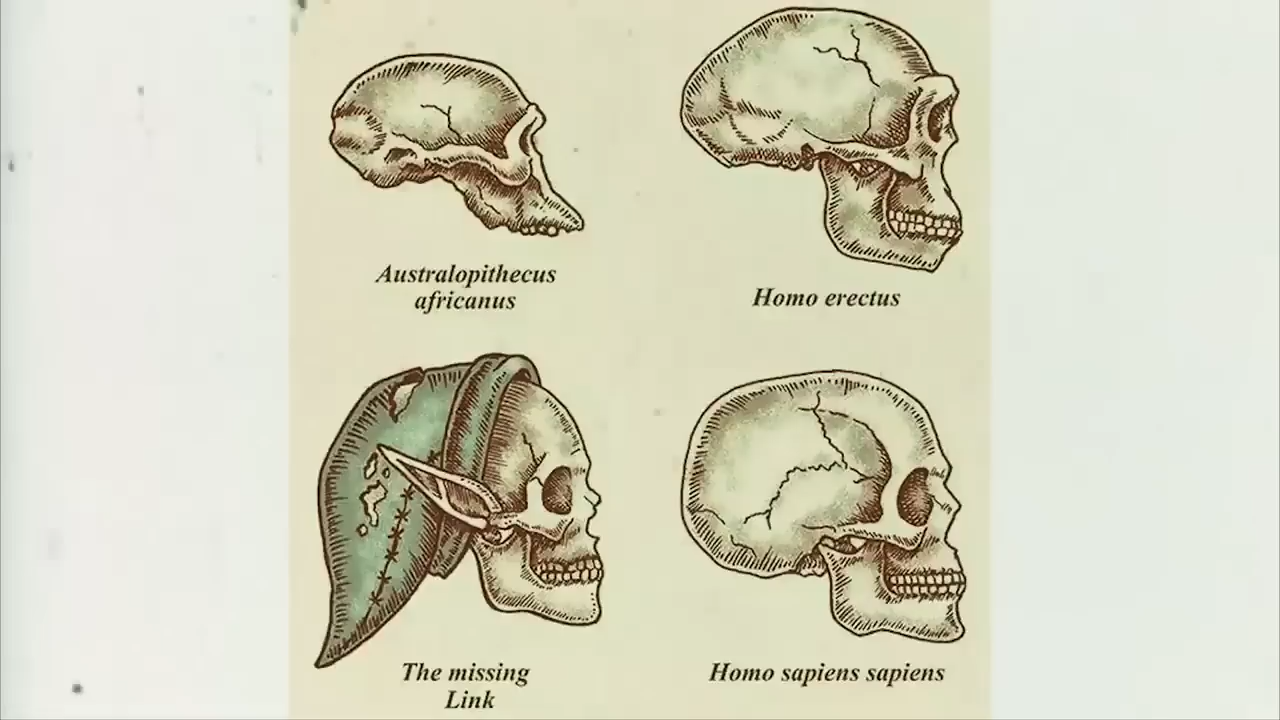 Australopithecus
africanus
Homo erectus
The missing
Link
Homo sapiens sapiens